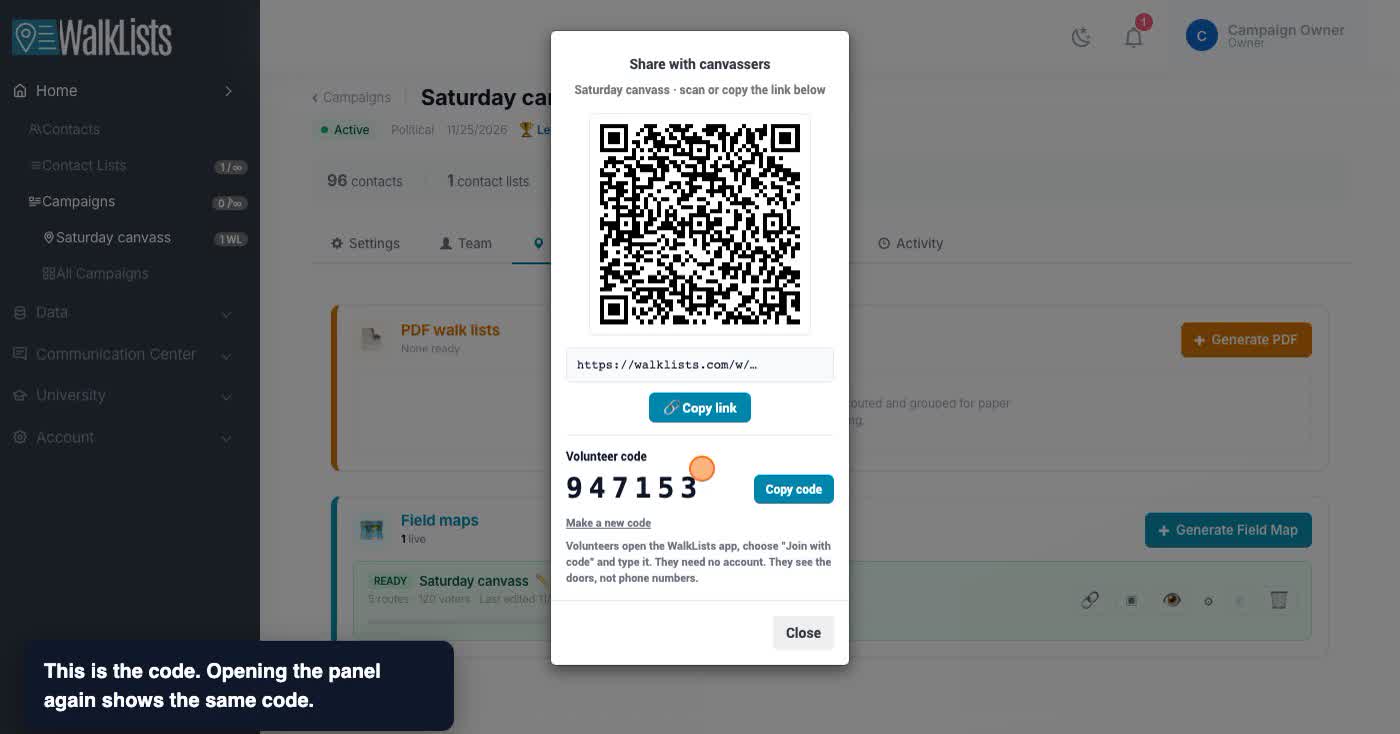 WalkLists
Home
Contacts
Contact Lists
1 / ∞
Campaigns
0 / ∞
Saturday canvass
1 WL
All Campaigns
Data
Communication Center
University
Account
1
C
Campaign Owner
Owner
Campaigns
Saturday
Active
Political
11/25/2026
96 contacts
1 contact lists
Settings
Team
Activity
PDF walk lists
None ready
+ Generate PDF
and grouped for paper
Field maps
1 live
+ Generate Field Map
READY
Saturday canvass
5 routes · 120 voters · Last edited
Share with canvassers
Saturday canvass · scan or copy the link below
https://walklists.com/w/…
Copy link
Volunteer code
947153
Copy code
Make a new code
Volunteers open the WalkLists app, choose "Join with
code" and type it. They need no account. They see the
doors, not phone numbers.
Close
This is the code. Opening the panel
again shows the same code.